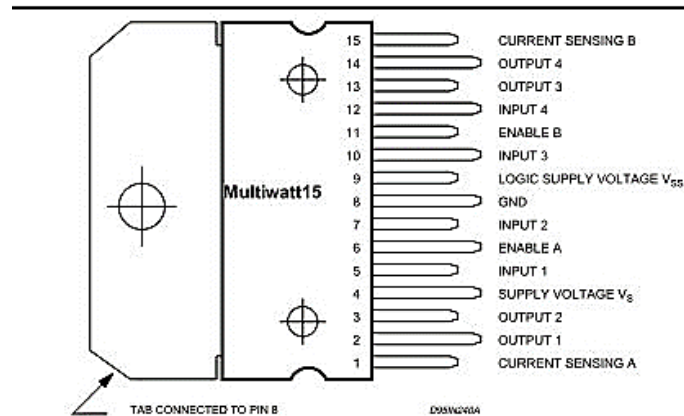 15 CURRENT SENSING B
14 OUTPUT 4
13 OUTPUT 3
12 INPUT 4
11 ENABLE B
10 INPUT 3
9 LOGIC SUPPLY VOLTAGE VSS
Multiwatt15
8 GND
7 INPUT 2
6 ENABLE A
5 INPUT 1
4 SUPPLY VOLTAGE VS
3 OUTPUT 2
2 OUTPUT 1
1 CURRENT SENSING A
TAB CONNECTED TO PIN 8
D95IN240A